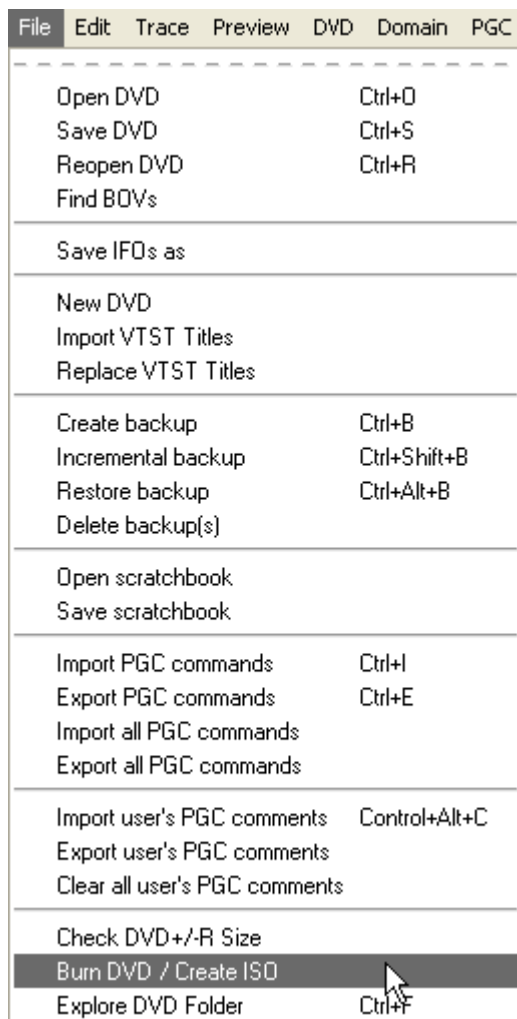 File Edit Trace Preview DVD Domain PGC
Open DVD Ctrl+O
Save DVD Ctrl+S
Reopen DVD Ctrl+R
Find BOVs
Save IFOs as
New DVD
Import VTST Titles
Replace VTST Titles
Create backup Ctrl+B
Incremental backup Ctrl+Shift+B
Restore backup Ctrl+Alt+B
Delete backup(s)
Open scratchbook
Save scratchbook
Import PGC commands Ctrl+I
Export PGC commands Ctrl+E
Import all PGC commands
Export all PGC commands
Import user's PGC comments Control+Alt+C
Export user's PGC comments
Clear all user's PGC comments
Check DVD+/-R Size
Burn DVD / Create ISO
Explore DVD Folder Ctrl+F